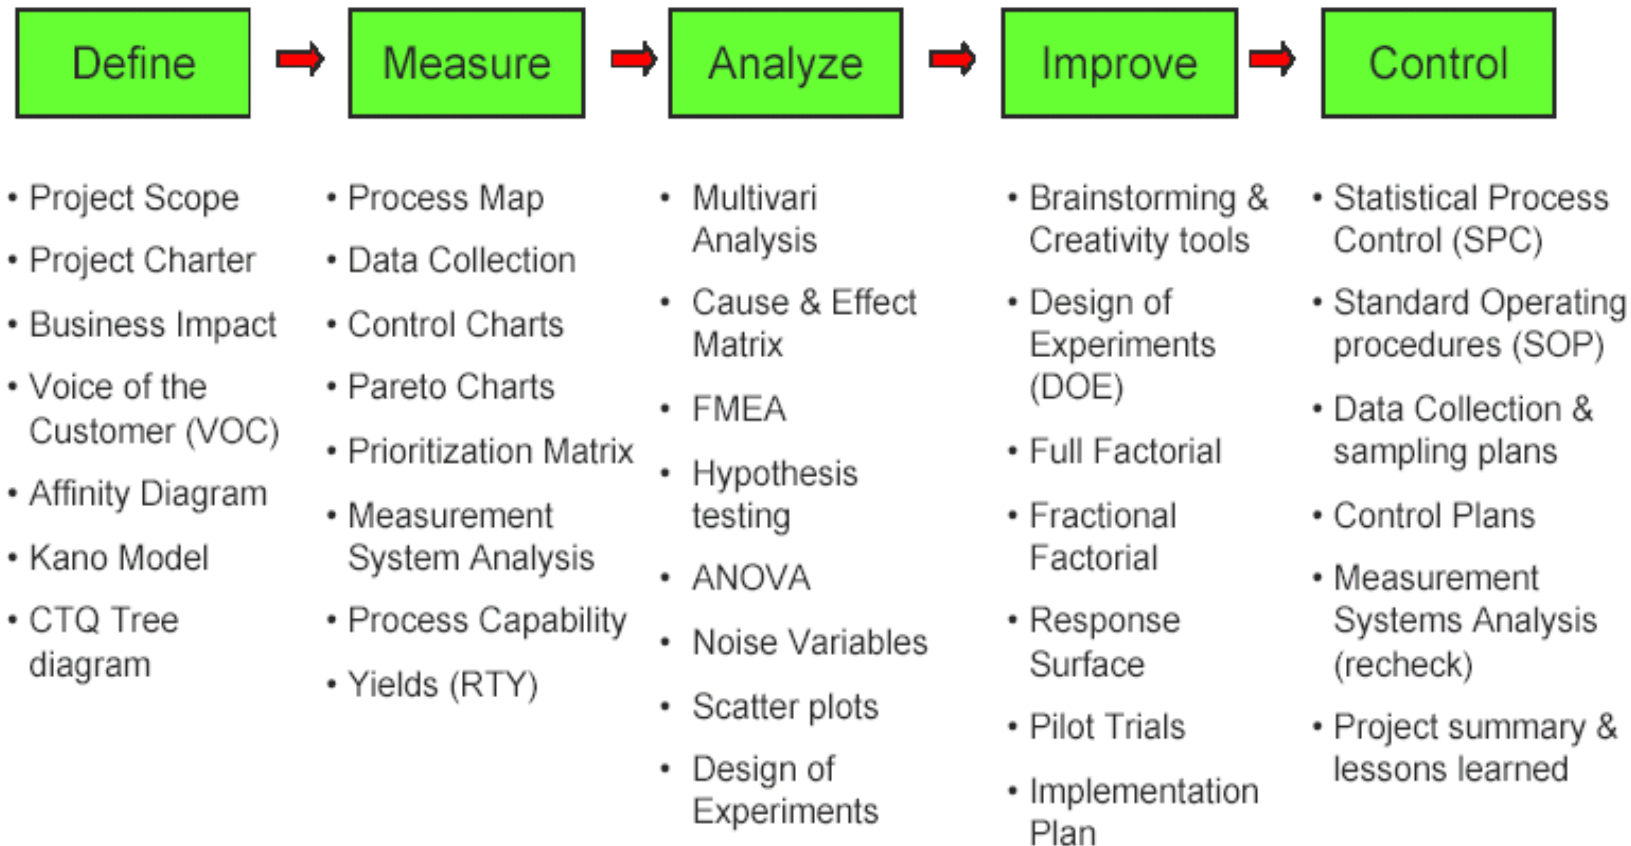 Define
Measure
Analyze
Improve
Control
• Project Scope
• Project Charter
• Business Impact
• Voice of the
Customer (VOC)
• Affinity Diagram
• Kano Model
• CTQ Tree
diagram
• Process Map
• Data Collection
• Control Charts
• Pareto Charts
• Prioritization Matrix
• Measurement
System Analysis
• Process Capability
• Yields (RTY)
• Multivari
Analysis
• Cause & Effect
Matrix
• FMEA
• Hypothesis
testing
• ANOVA
• Noise Variables
• Scatter plots
• Design of
Experiments
• Brainstorming &
Creativity tools
• Design of
Experiments
(DOE)
• Full Factorial
• Fractional
Factorial
• Response
Surface
• Pilot Trials
• Implementation
Plan
• Statistical Process
Control (SPC)
• Standard Operating
procedures (SOP)
• Data Collection &
sampling plans
• Control Plans
• Measurement
Systems Analysis
(recheck)
• Project summary &
lessons learned